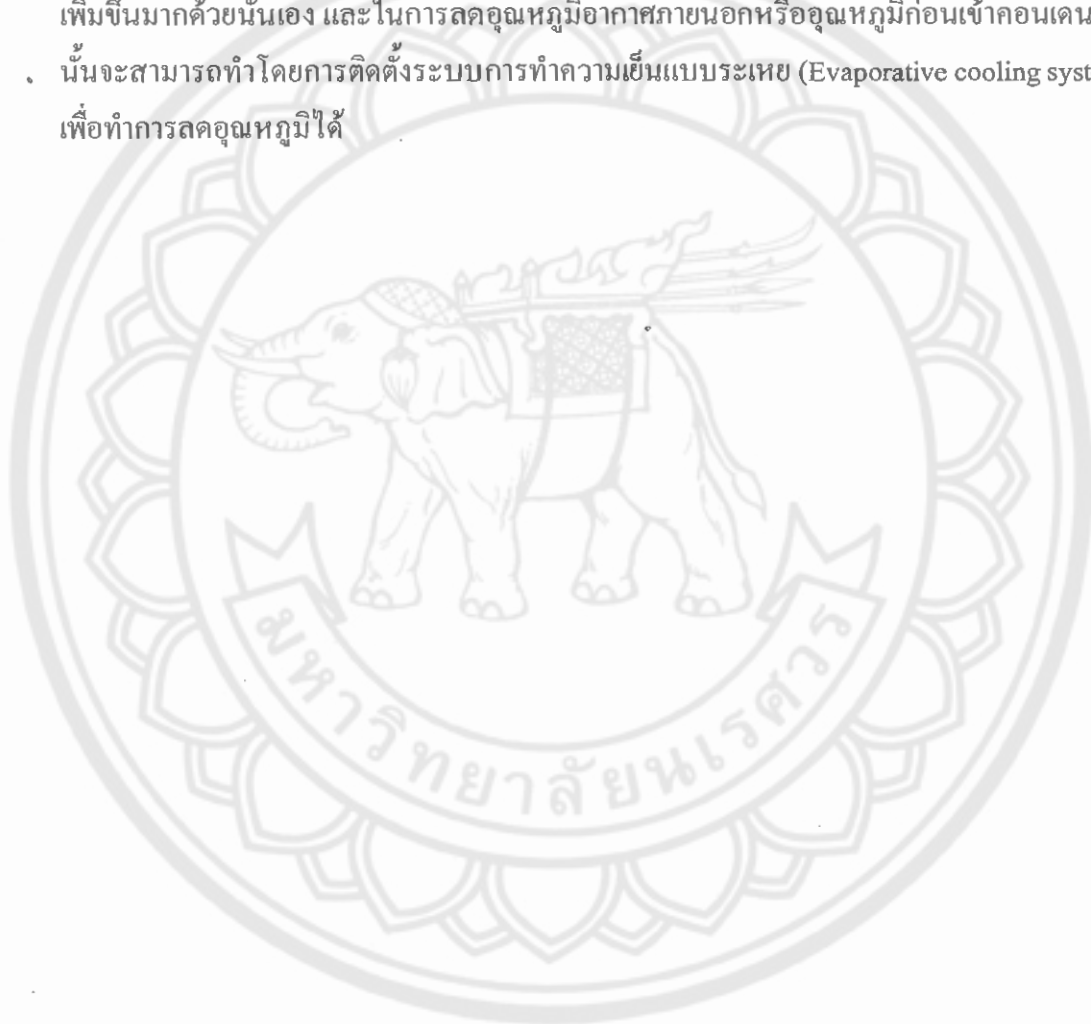 เพิ่มขึ้นมากด้วยนั่นเอง และในการลดอุณหภูมิอากาศภายนอกหรืออุณหภูมิก่อนเข้าคอนเดน
นั้นจะสามารถทำโดยการติดตั้งระบบการทำความเย็นแบบระเหย (Evaporative cooling syst
เพื่อทำการลดอุณหภูมิได้
มหาวิทยาลัยนเรศวร